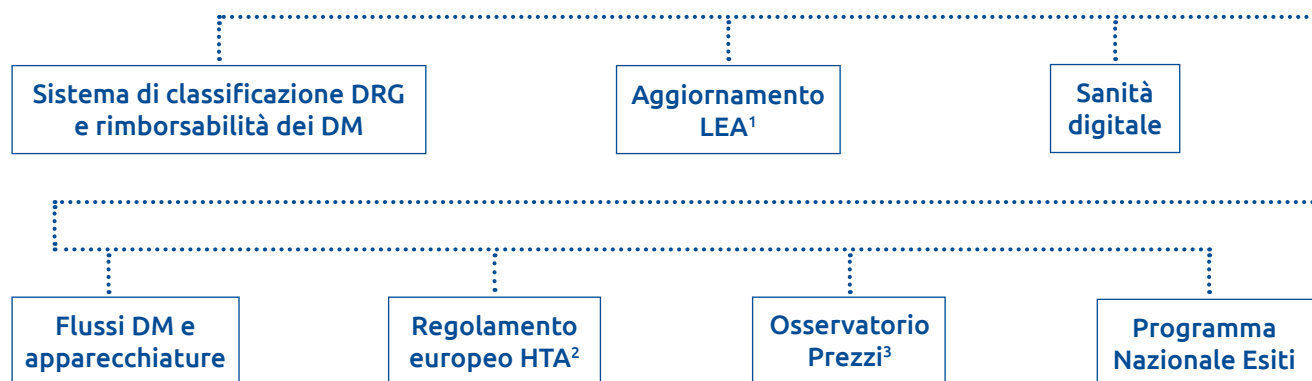 Sistema di classificazione DRG
e rimborsabilità dei DM
Aggiornamento
LEA¹
Sanità
digitale
Flussi DM e
apparecchiature
Regolamento
europeo HTA²
Osservatorio
Prezzi³
Programma
Nazionale Esiti